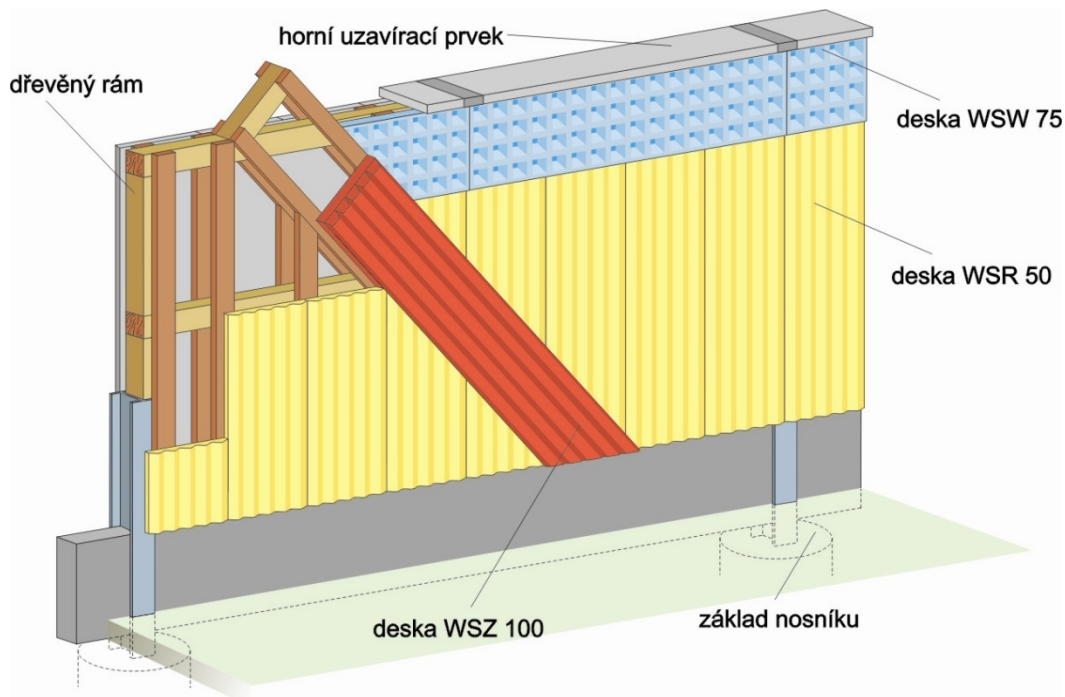 horní uzavírací prvek
dřevěný rám
deska WSW 75
deska WSR 50
deska WSZ 100
základ nosníku